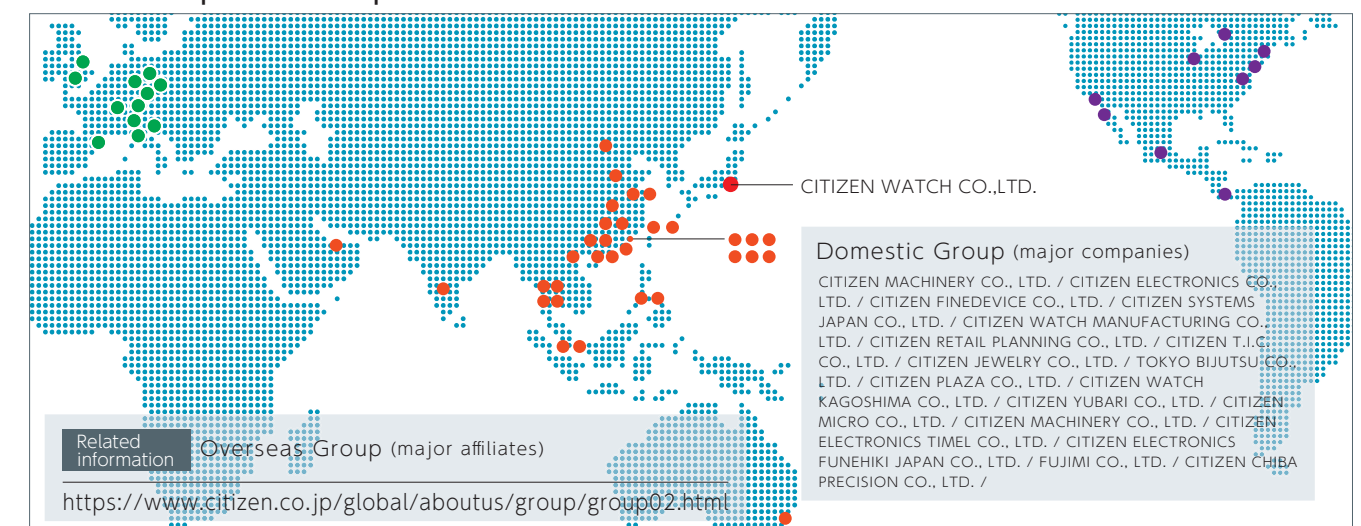 CITIZEN WATCH CO.,LTD.
Domestic Group (major companies)
CITIZEN MACHINERY CO., LTD. / CITIZEN ELECTRONICS CO.,
LTD. / CITIZEN FINEDEVICE CO., LTD. / CITIZEN SYSTEMS
JAPAN CO., LTD. / CITIZEN WATCH MANUFACTURING CO.,
LTD. / CITIZEN RETAIL PLANNING CO., LTD. / CITIZEN T.I.C.
CO., LTD. / CITIZEN JEWELRY CO., LTD. / TOKYO BIJUTSU CO.,
LTD. / CITIZEN PLAZA CO., LTD. / CITIZEN WATCH
KAGOSHIMA CO., LTD. / CITIZEN YUBARI CO., LTD. / CITIZEN
MICRO CO., LTD. / CITIZEN MACHINERY CO., LTD. / CITIZEN
ELECTRONICS TIMEL CO., LTD. / CITIZEN ELECTRONICS
FUNEHIKI JAPAN CO., LTD. / FUJIMI CO., LTD. / CITIZEN CHIBA
PRECISION CO., LTD. /
Related
information
Overseas Group (major affiliates)
https://www.citizen.co.jp/global/aboutus/group/group02.html